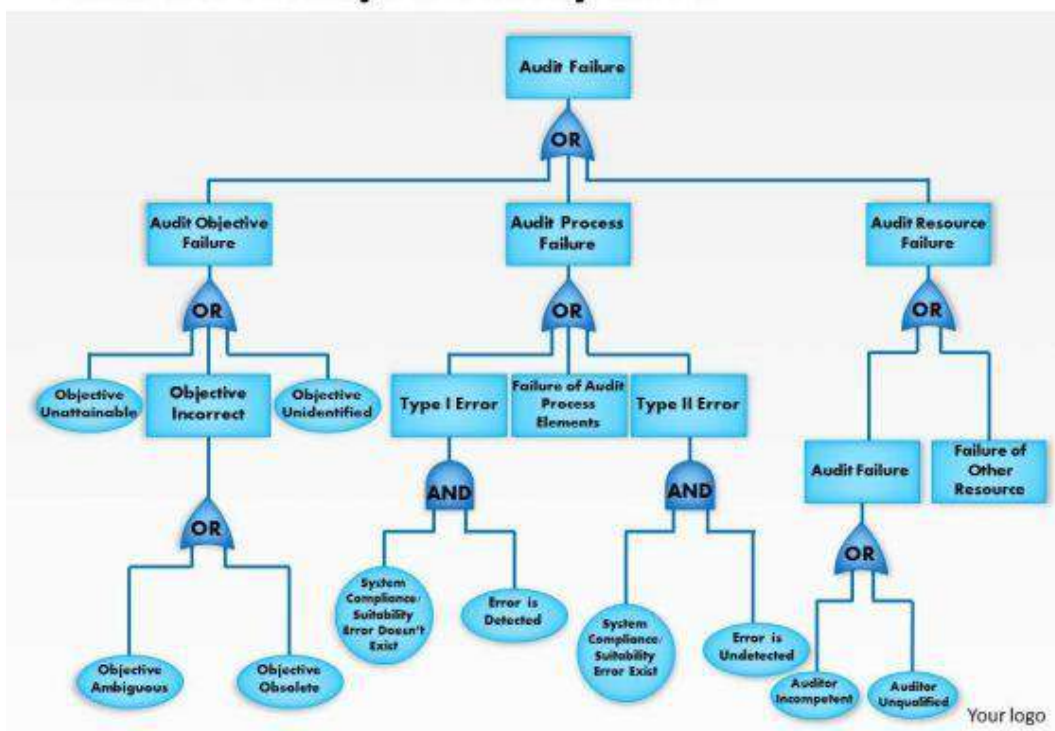 Audit Failure
OR
Audit Objective
Failure
Audit Process
Failure
Audit Resource
Failure
OR
OR
OR
Objective
Unattainable
Objective
Incorrect
Objective
Unidentified
Type I Error
Failure of Audit
Process
Elements
Type II Error
Audit Failure
Failure of
Other
Resource
OR
AND
AND
OR
Objective
Ambiguous
Objective
Obsolete
System
Compliance/
Suitability
Error Doesn't
Exist
Error is
Detected
System
Compliance/
Suitability
Error Exist
Error is
Undetected
Auditor
Incompetent
Auditor
Unqualified
Your logo